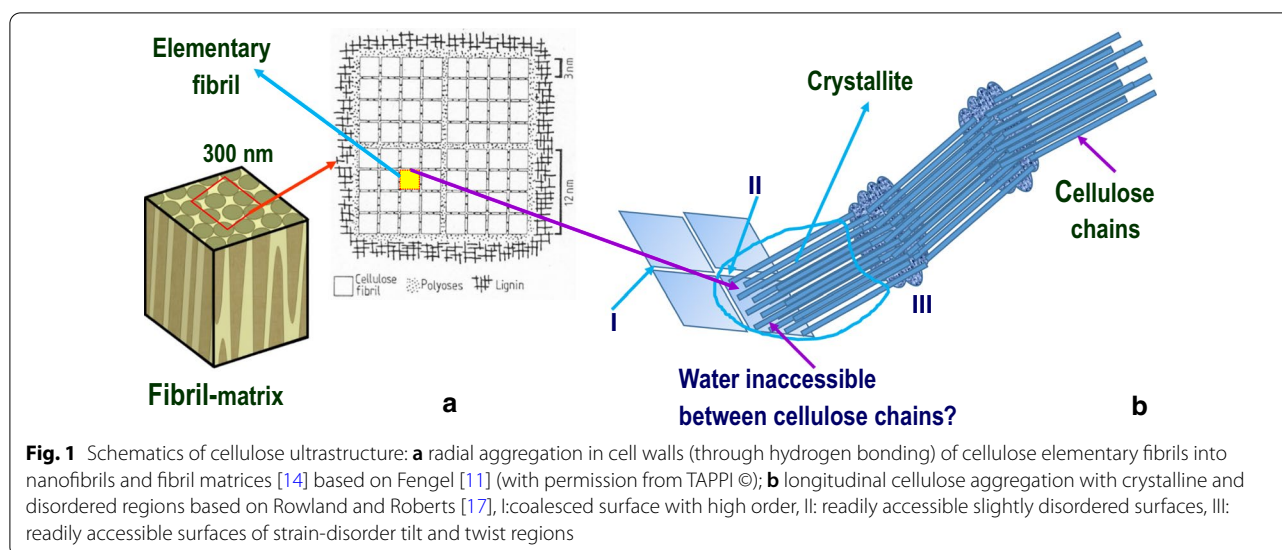 Elementary
fibril
300 nm
Fibril-matrix
3nm
12nm
Cellulose
fibril
Polyoses
Lignin
a
Crystallite
II
I
III
Cellulose
chains
Water inaccessible
between cellulose chains?
b
Fig. 1 Schematics of cellulose ultrastructure: a radial aggregation in cell walls (through hydrogen bonding) of cellulose elementary fibrils into
nanofibrils and fibril matrices [14] based on Fengel [11] (with permission from TAPPI ©); b longitudinal cellulose aggregation with crystalline and
disordered regions based on Rowland and Roberts [17], I:coalesced surface with high order, II: readily accessible slightly disordered surfaces, III:
readily accessible surfaces of strain-disorder tilt and twist regions